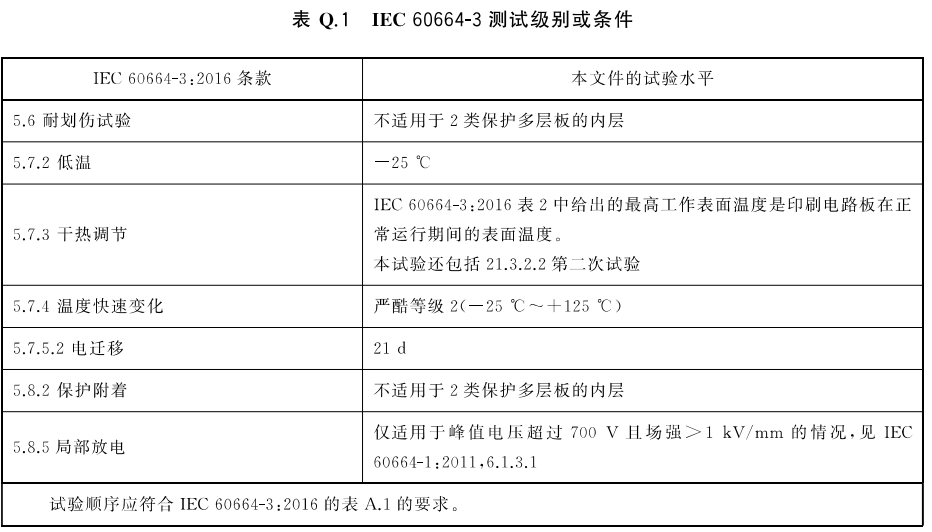 表 Q.1 IEC 60664-3 测试级别或条件
IEC 60664-3:2016 条款
本文件的试验水平
5.6 耐划伤试验
不适用于 2 类保护多层板的内层
5.7.2 低温
－25 ℃
5.7.3 干热调节
IEC 60664-3:2016 表 2 中给出的最高工作表面温度是印刷电路板在正
常运行期间的表面温度。
本试验还包括 21.3.2.2 第二次试验
5.7.4 温度快速变化
严酷等级 2(－25 ℃～＋125 ℃)
5.7.5.2 电迁移
21 d
5.8.2 保护附着
不适用于 2 类保护多层板的内层
5.8.5 局部放电
仅适用于峰值电压超过 700 V 且场强＞1 kV/mm 的情况,见 IEC
60664-1:2011,6.1.3.1
试验顺序应符合 IEC 60664-3:2016 的表 A.1 的要求。